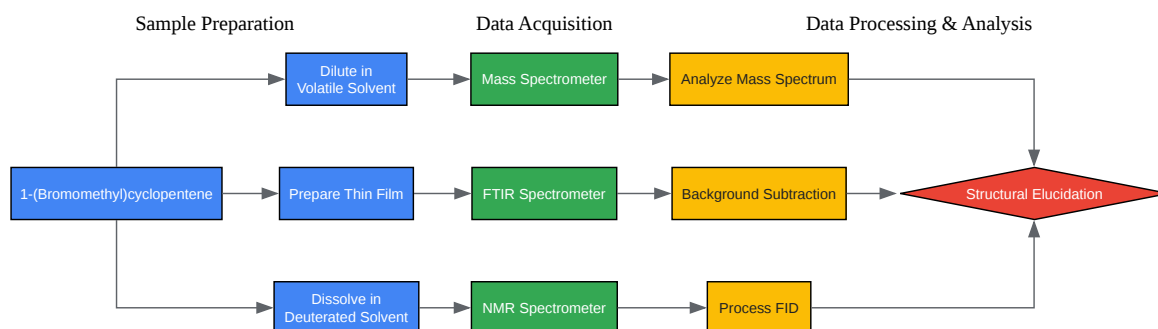 Sample Preparation
Data Acquisition
Data Processing & Analysis
Dilute in
Volatile Solvent
Mass Spectrometer
Analyze Mass Spectrum
1-(Bromomethyl)cyclopentene
Prepare Thin Film
FTIR Spectrometer
Background Subtraction
Structural Elucidation
Dissolve in
Deuterated Solvent
NMR Spectrometer
Process FID